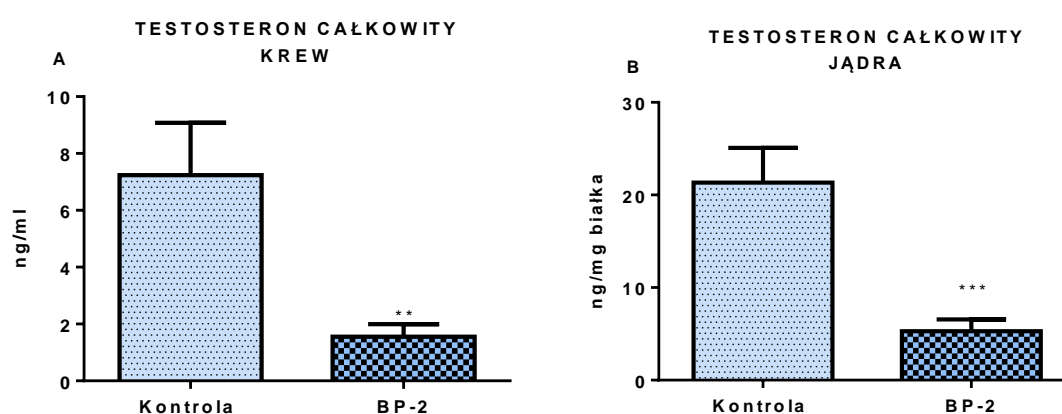 TESTOSTERON CAŁKOWITY
KREW
A
10
8
6
4
2
0
ng/ml
**
Kontrola
BP-2
TESTOSTERON CAŁKOWITY
JĄDRA
B
30
20
10
0
ng/mg białka
***
Kontrola
BP-2